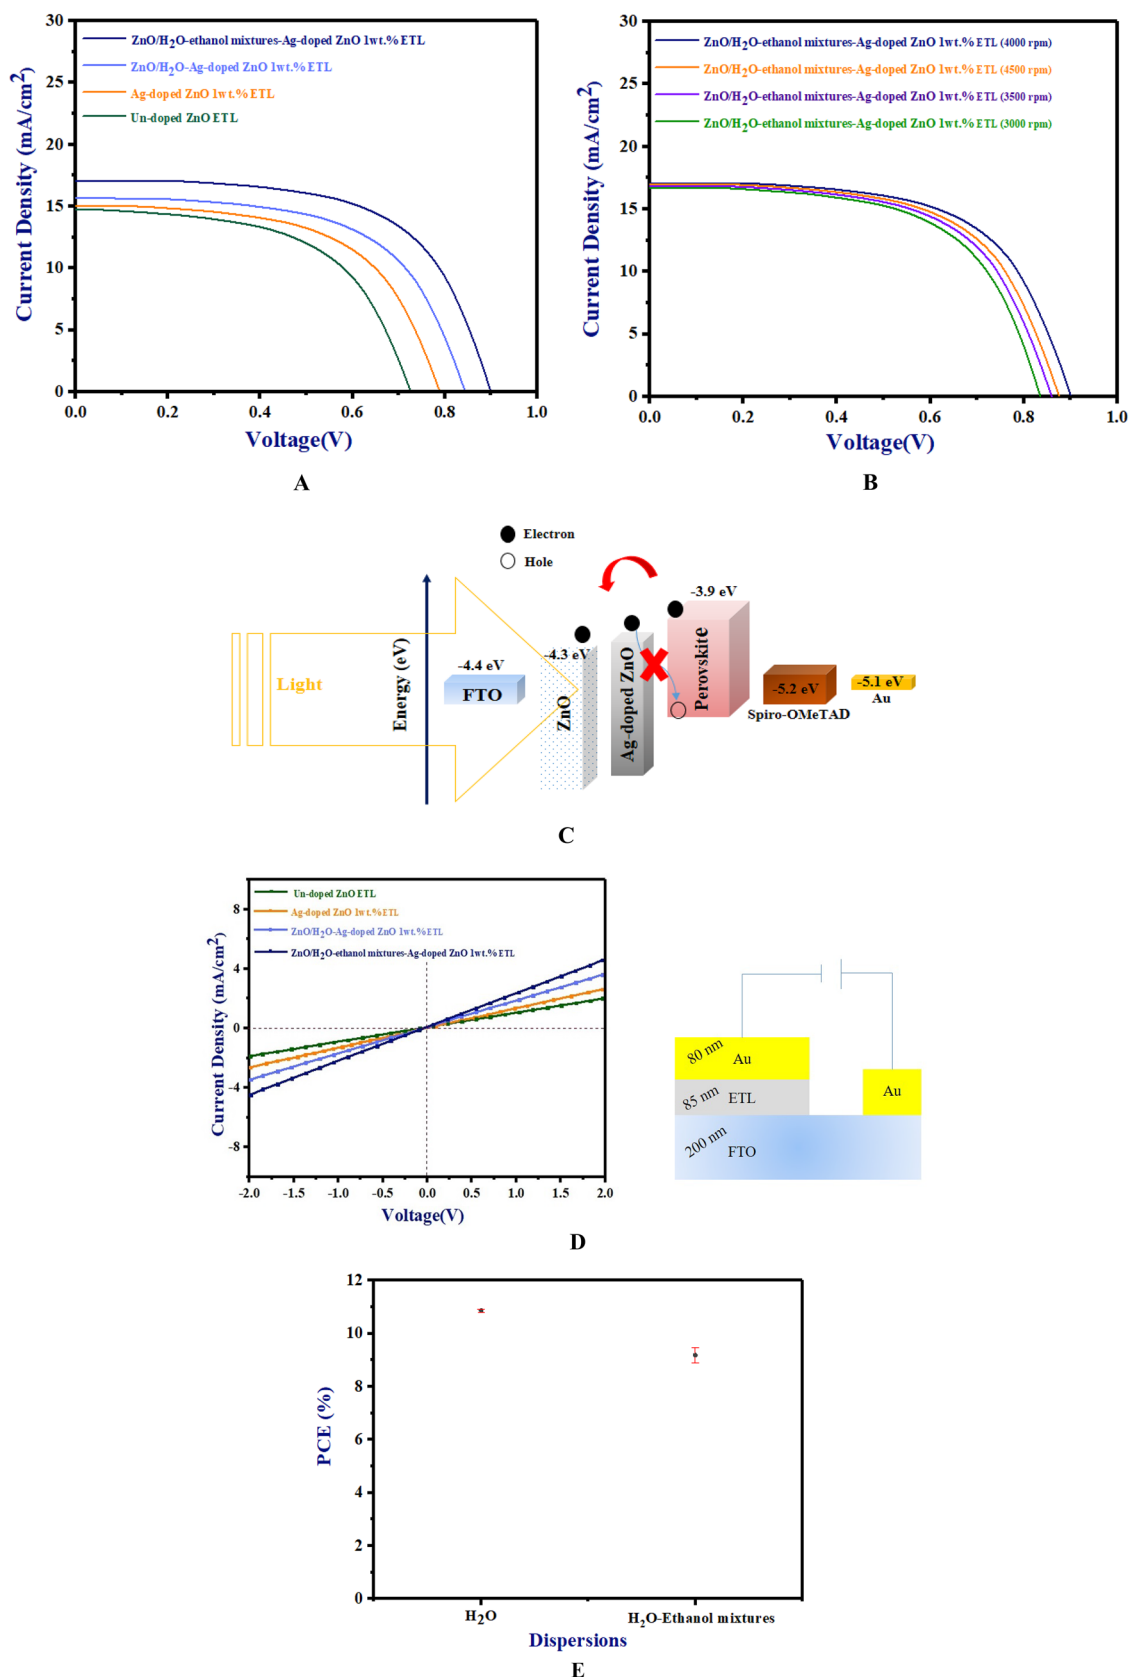 30
25
20
15
10
5
0
Current Density (mA/cm2)
ZnO/H2O-ethanol mixtures-Ag-doped ZnO 1wt.% ETL
ZnO/H2O-Ag-doped ZnO 1wt.% ETL
Ag-doped ZnO 1wt.% ETL
Un-doped ZnO ETL
0.0 0.2 0.4 0.6 0.8 1.0
Voltage(V)
A
30
25
20
15
10
5
0
Current Density (mA/cm2)
ZnO/H2O-ethanol mixtures-Ag-doped ZnO 1wt.% ETL (4000 rpm)
ZnO/H2O-ethanol mixtures-Ag-doped ZnO 1wt.% ETL (4500 rpm)
ZnO/H2O-ethanol mixtures-Ag-doped ZnO 1wt.% ETL (3500 rpm)
ZnO/H2O-ethanol mixtures-Ag-doped ZnO 1wt.% ETL (3000 rpm)
0.0 0.2 0.4 0.6 0.8 1.0
Voltage(V)
B
Electron
Hole
Light
Energy (eV)
-4.4 eV
FTO
-4.3 eV
ZnO
Ag-doped ZnO
-3.9 eV
Perovskite
-5.2 eV
Spiro-OMeTAD
-5.1 eV
Au
C
8
4
0
-4
-8
Current Density (mA/cm2)
Un-doped ZnO ETL
Ag-doped ZnO 1wt.% ETL
ZnO/H2O-Ag-doped ZnO 1wt.% ETL
ZnO/H2O-ethanol mixtures-Ag-doped ZnO 1wt.% ETL
-2.0 -1.5 -1.0 -0.5 0.0 0.5 1.0 1.5 2.0
Voltage(V)
80 nm
Au
85 nm
ETL
Au
200 nm
FTO
D
12
10
8
6
4
2
0
PCE (%)
H2O
H2O-Ethanol mixtures
Dispersions
E